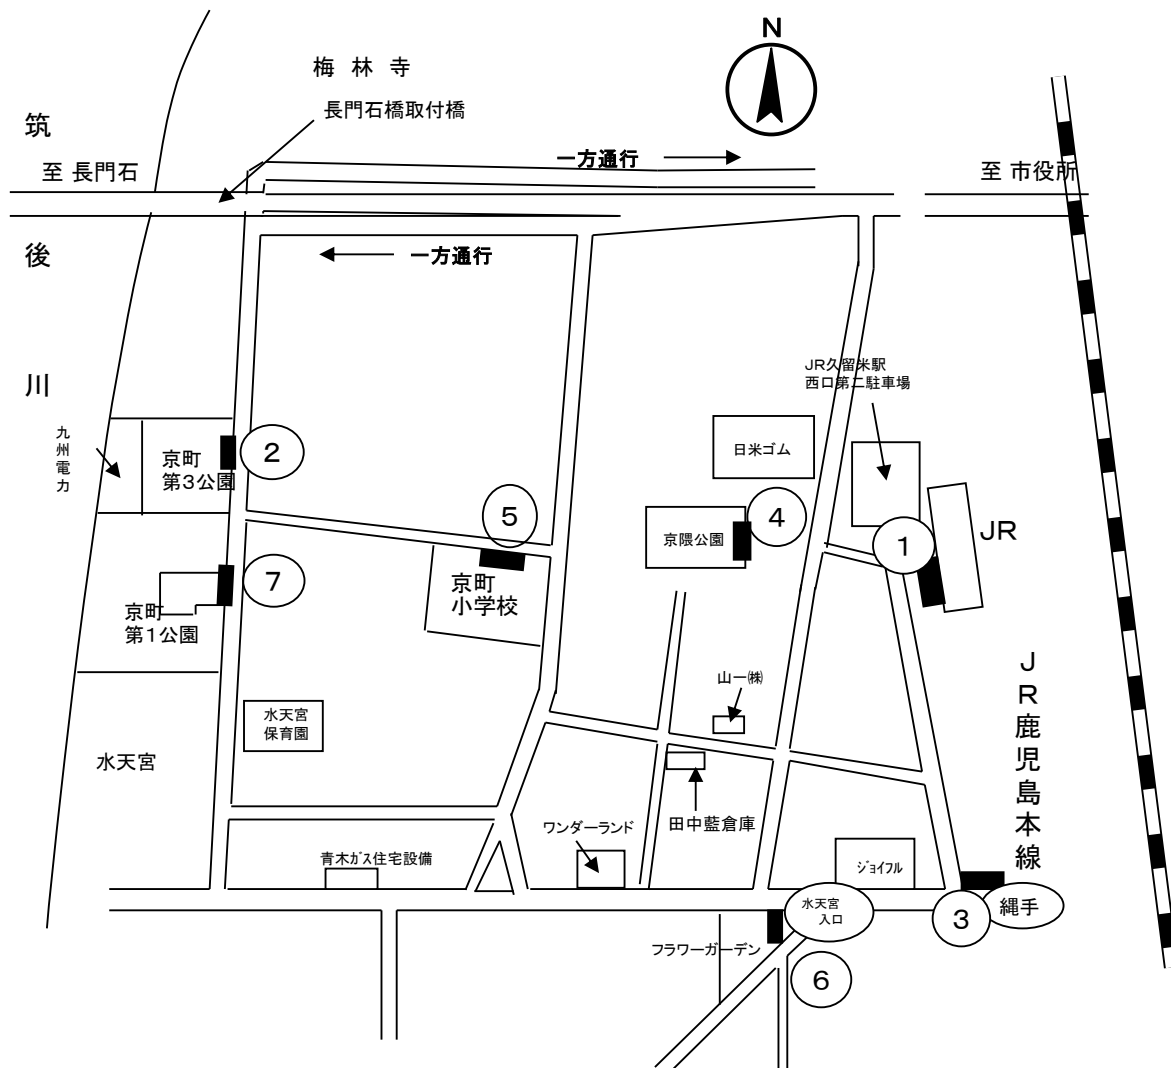 N
梅 林 寺
長門石橋取付橋
筑
後
川
至 長門石
一方通行
至 市役所
一方通行
JR久留米駅
西口第二駐車場
九
州
電
力
京町
第3公園
②
日米ゴム
⑤
④
京隈公園
①
JR
京町
小学校
⑦
京町
第1公園
J
R
鹿
児
島
本
線
山一㈱
水天宮
保育園
水天宮
ワンダーランド
田中藍倉庫
青木ガス住宅設備
ジョイフル
水天宮
入口
③
縄手
フラワーガーデン
⑥